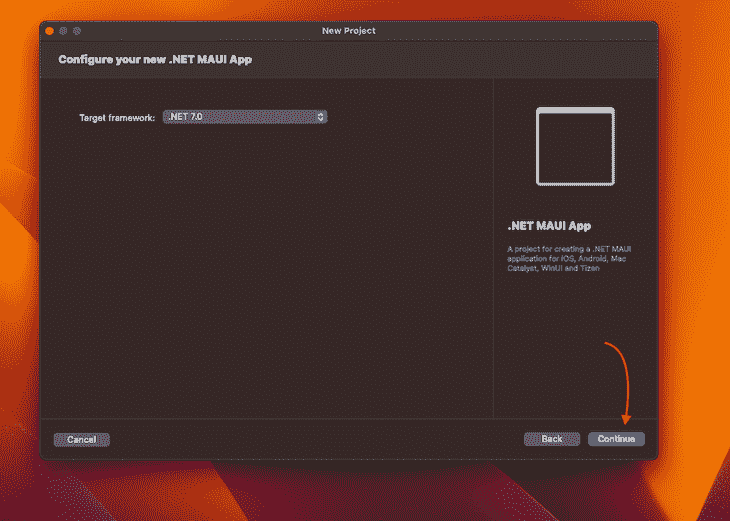 New Project
Configure your new .NET MAUI App
Target framework: .NET 7.0
.NET MAUI App
A project for creating a .NET MAUI
application for iOS, Android, Mac
Catalyst, WinUI and Tizen
Cancel
Back
Continue